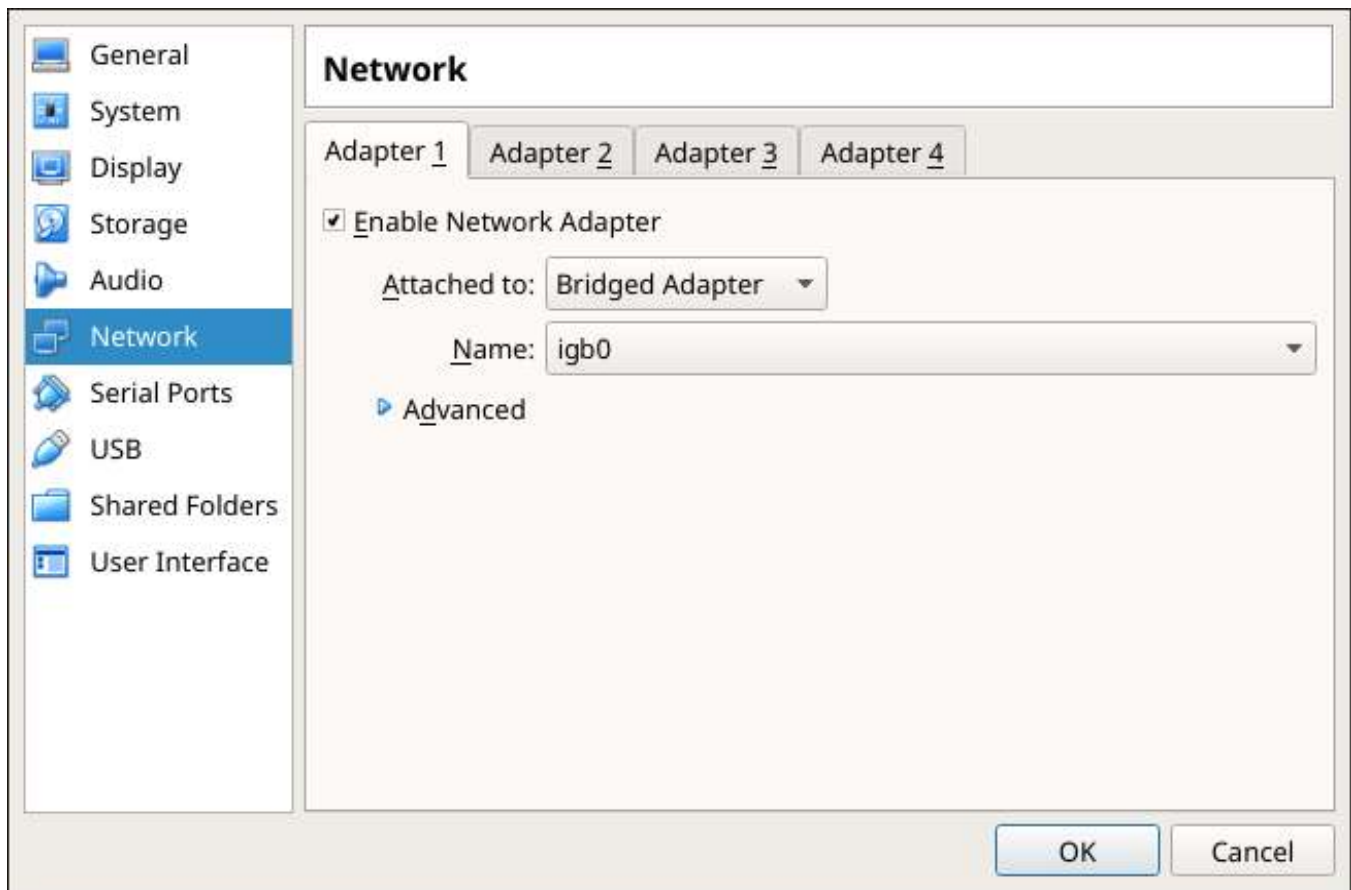 General
System
Display
Storage
Audio
Network
Serial Ports
USB
Shared Folders
User Interface
Network
Adapter 1 Adapter 2 Adapter 3 Adapter 4
Enable Network Adapter
Attached to: Bridged Adapter
Name: igb0
Advanced
OK Cancel